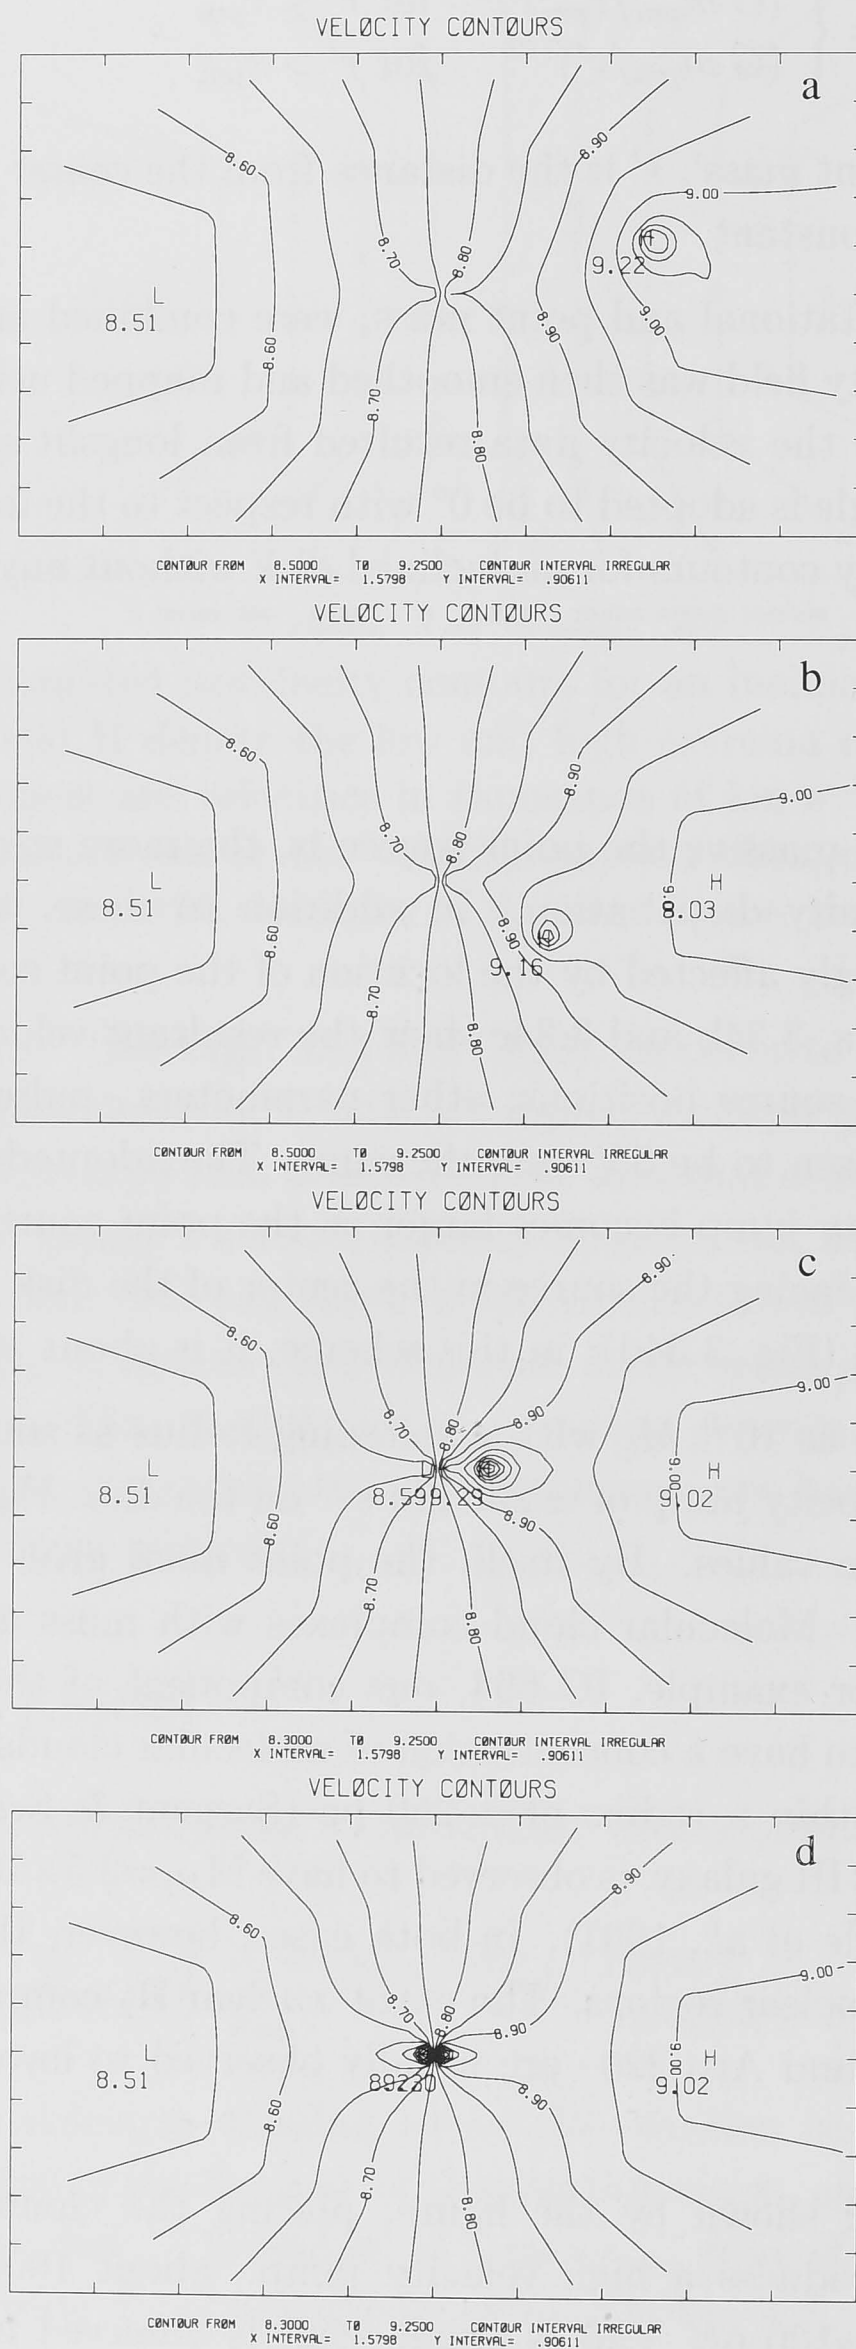 VELØCITY CØNTØURS
a
8.60
8.90
9.00
H
8.70
8.80
9.22
L
8.51
8.60
8.90
9.00
8.70
8.80
CØNTØUR FRØM 8.5000 TØ 9.2500 CØNTØUR INTERVAL IRREGULAR
X INTERVAL= 1.5798 Y INTERVAL= .90611
VELØCITY CØNTØURS
b
8.60
8.90
9.00
8.70
8.80
L
H
8.51
8.03
8.60
8.90
9.16
8.70
8.80
CØNTØUR FRØM 8.5000 TØ 9.2500 CØNTØUR INTERVAL IRREGULAR
X INTERVAL= 1.5798 Y INTERVAL= .90611
VELØCITY CØNTØURS
c
8.90
8.60
9.00
8.70
8.80
8.90
L
H
H
9.00
8.51
8.599.29
9.02
8.60
8.90
8.70
8.80
CØNTØUR FRØM 8.3000 TØ 9.2500 CØNTØUR INTERVAL IRREGULAR
X INTERVAL= 1.5798 Y INTERVAL= .90611
VELØCITY CØNTØURS
d
8.90
8.60
9.00
8.70
8.80
8.90
L
H
9.00
8.51
9.02
8.60
8.90
8.70
8.80
CØNTØUR FRØM 8.3000 TØ 9.2500 CØNTØUR INTERVAL IRREGULAR
X INTERVAL= 1.5798 Y INTERVAL= .90611